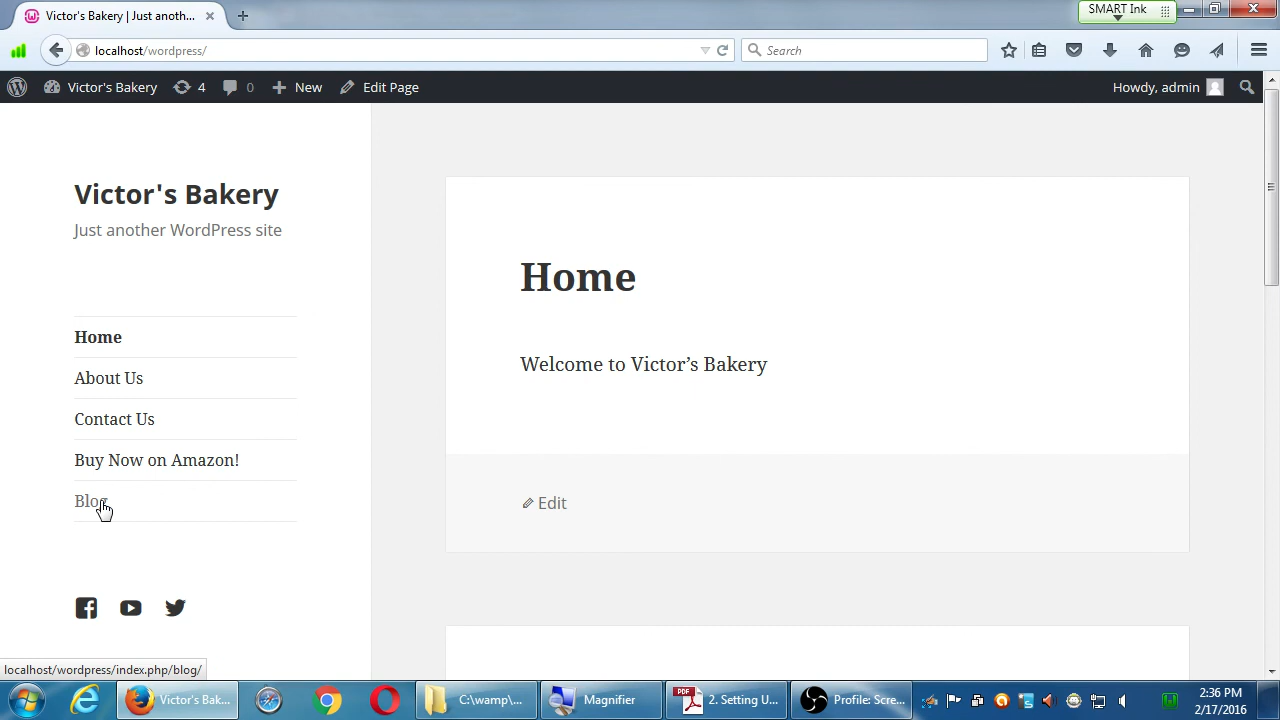 Victor's Bakery | Just anoth...
SMART Ink
localhost/wordpress/
Search
Victor's Bakery
4
0
New
Edit Page
Howdy, admin
Victor's Bakery
Just another WordPress site
Home
About Us
Contact Us
Buy Now on Amazon!
Blog
Home
Welcome to Victor’s Bakery
Edit
localhost/wordpress/index.php/blog/
Victor's Bak...
C:\wamp\...
Magnifier
PDF
2. Setting U...
Profile: Scre...
2:36 PM
2/17/2016